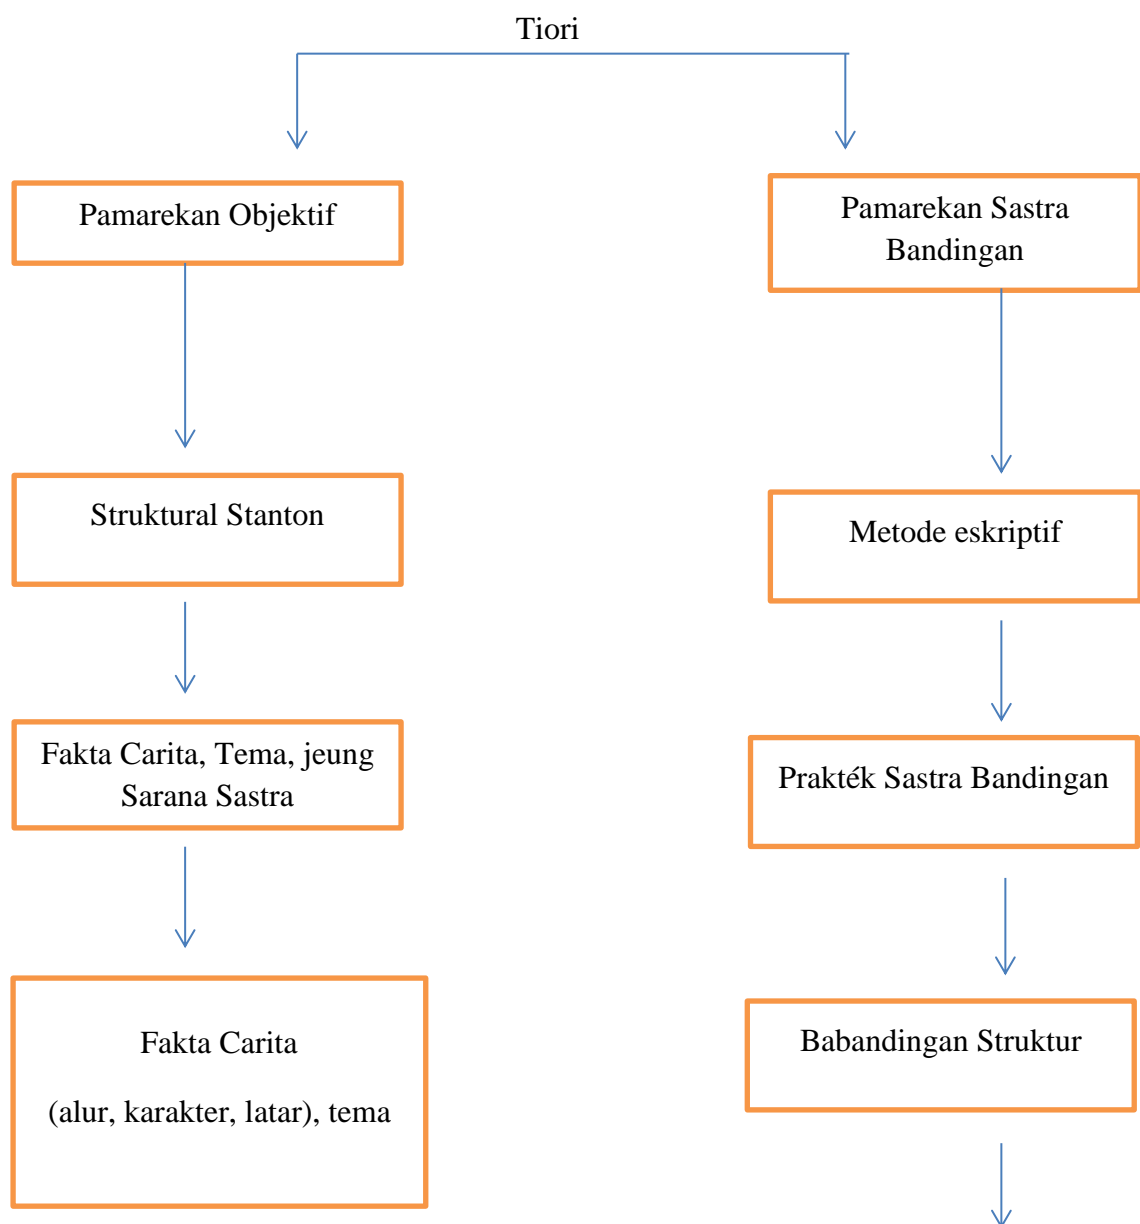 Tiori
Pamarekan Objektif
Pamarekan Sastra
Bandingan
Struktural Stanton
Metode eskriptif
Fakta Carita, Tema, jeung
Sarana Sastra
Prakték Sastra Bandingan
Fakta Carita
(alur, karakter, latar), tema
Babandingan Struktur